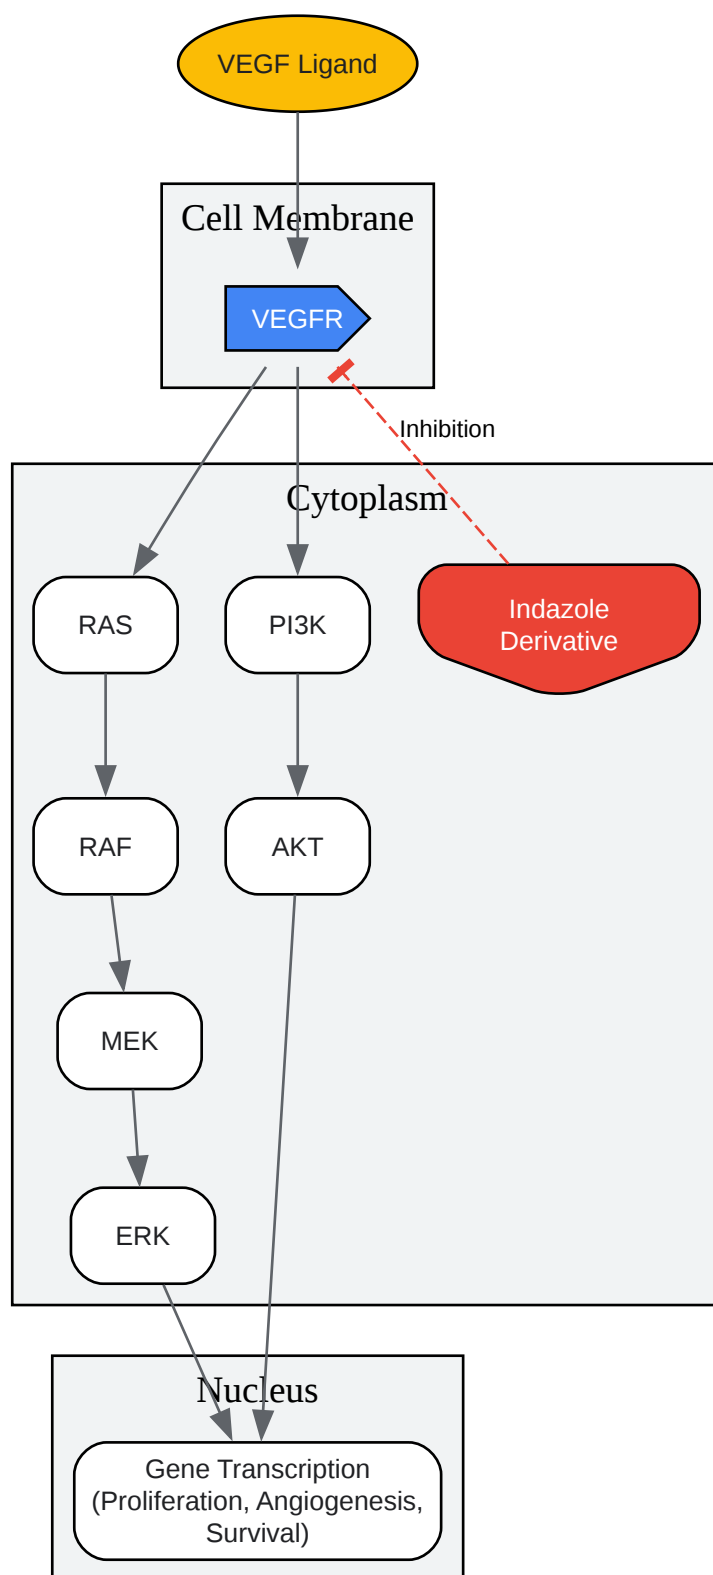 VEGF Ligand
Cell Membrane
VEGFR
Inhibition
Cytoplasm
RAS
PI3K
Indazole
Derivative
RAF
AKT
MEK
ERK
Nucleus
Gene Transcription
(Proliferation, Angiogenesis,
Survival)